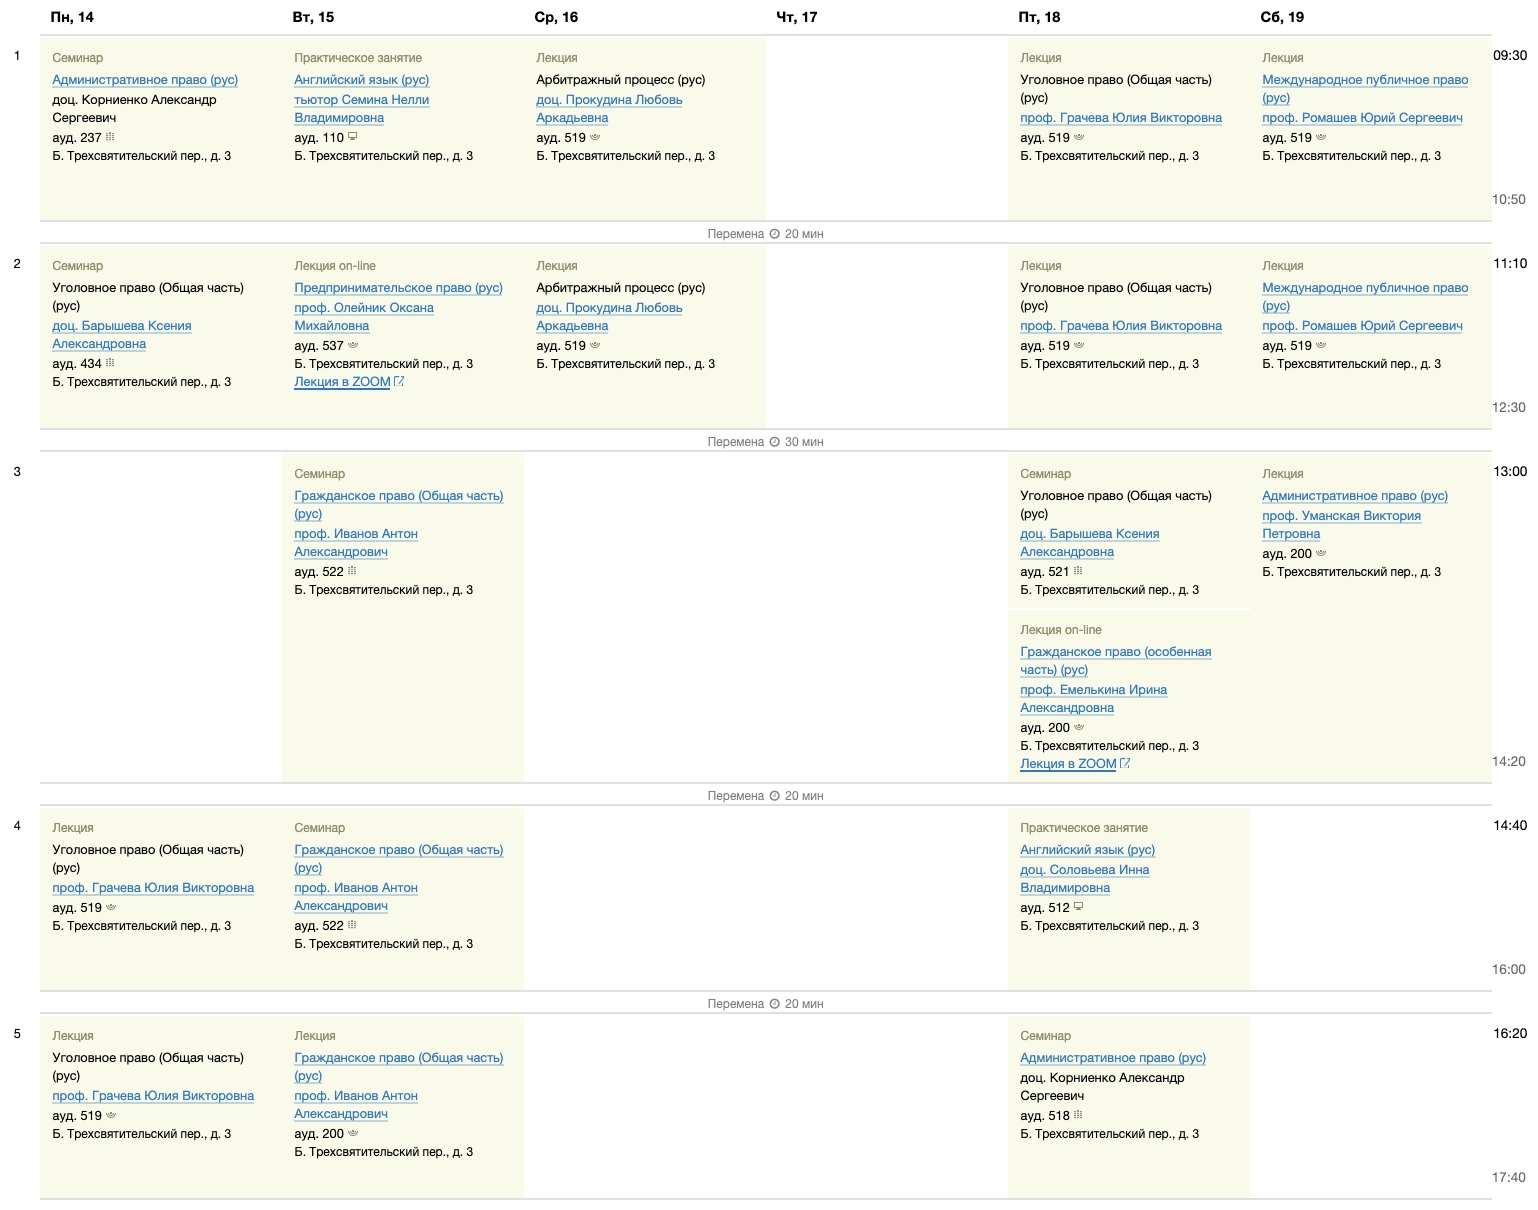 Пн, 14
Вт, 15
Ср, 16
Чт, 17
Пт, 18
Сб, 19
1
Семинар
Административное право (рус)
доц. Корниенко Александр
Сергеевич
ауд. 237
Б. Трехсвятительский пер., д. 3
Практическое занятие
Английский язык (рус)
тьютор Семина Нелли
Владимировна
ауд. 110
Б. Трехсвятительский пер., д. 3
Лекция
Арбитражный процесс (рус)
доц. Прокудина Любовь
Аркадьевна
ауд. 519
Б. Трехсвятительский пер., д. 3
Лекция
Уголовное право (Общая часть)
(рус)
проф. Грачева Юлия Викторовна
ауд. 519
Б. Трехсвятительский пер., д. 3
Лекция
Международное публичное право
(рус)
проф. Ромашев Юрий Сергеевич
ауд. 519
Б. Трехсвятительский пер., д. 3
09:30
10:50
Перемена 20 мин
2
Семинар
Уголовное право (Общая часть)
(рус)
доц. Барышева Ксения
Александровна
ауд. 434
Б. Трехсвятительский пер., д. 3
Лекция on-line
Предпринимательское право (рус)
проф. Олейник Оксана
Михайловна
ауд. 537
Б. Трехсвятительский пер., д. 3
Лекция в ZOOM
Лекция
Арбитражный процесс (рус)
доц. Прокудина Любовь
Аркадьевна
ауд. 519
Б. Трехсвятительский пер., д. 3
Лекция
Уголовное право (Общая часть)
(рус)
проф. Грачева Юлия Викторовна
ауд. 519
Б. Трехсвятительский пер., д. 3
Лекция
Международное публичное право
(рус)
проф. Ромашев Юрий Сергеевич
ауд. 519
Б. Трехсвятительский пер., д. 3
11:10
12:30
Перемена 30 мин
3
Семинар
Гражданское право (Общая часть)
(рус)
проф. Иванов Антон
Александрович
ауд. 522
Б. Трехсвятительский пер., д. 3
Семинар
Уголовное право (Общая часть)
(рус)
доц. Барышева Ксения
Александровна
ауд. 521
Б. Трехсвятительский пер., д. 3
Лекция on-line
Гражданское право (особенная
часть) (рус)
проф. Емелькина Ирина
Александровна
ауд. 200
Б. Трехсвятительский пер., д. 3
Лекция в ZOOM
Лекция
Административное право (рус)
проф. Уманская Виктория
Петровна
ауд. 200
Б. Трехсвятительский пер., д. 3
13:00
14:20
Перемена 20 мин
4
Лекция
Уголовное право (Общая часть)
(рус)
проф. Грачева Юлия Викторовна
ауд. 519
Б. Трехсвятительский пер., д. 3
Семинар
Гражданское право (Общая часть)
(рус)
проф. Иванов Антон
Александрович
ауд. 522
Б. Трехсвятительский пер., д. 3
Практическое занятие
Английский язык (рус)
доц. Соловьева Инна
Владимировна
ауд. 512
Б. Трехсвятительский пер., д. 3
14:40
16:00
Перемена 20 мин
5
Лекция
Уголовное право (Общая часть)
(рус)
проф. Грачева Юлия Викторовна
ауд. 519
Б. Трехсвятительский пер., д. 3
Лекция
Гражданское право (Общая часть)
(рус)
проф. Иванов Антон
Александрович
ауд. 200
Б. Трехсвятительский пер., д. 3
Семинар
Административное право (рус)
доц. Корниенко Александр
Сергеевич
ауд. 518
Б. Трехсвятительский пер., д. 3
16:20
17:40